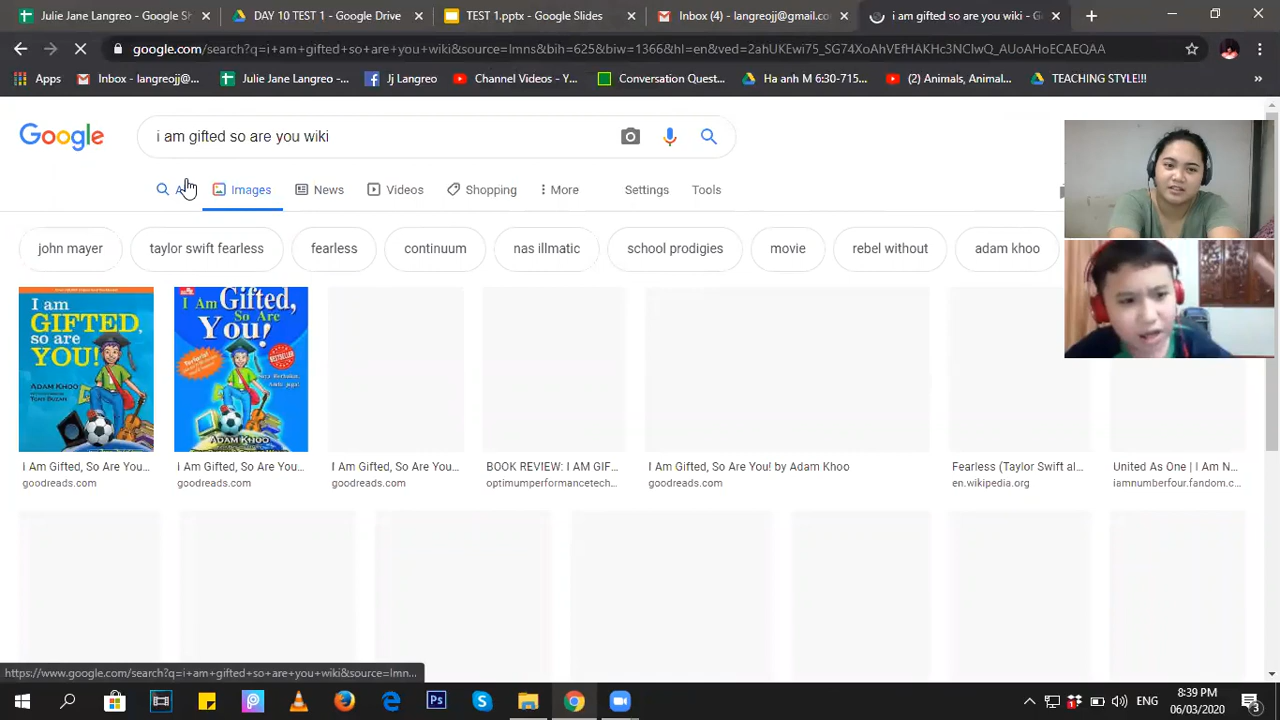 Julie Jane Langreo - Google Sh
DAY 10 TEST 1 - Google Drive
TEST 1.pptx - Google Slides
Inbox (4) - langreojj@gmail.co
i am gifted so are you wiki - Go
google.com/search?q=i+am+gifted+so+are+you+wiki&source=lmns&bih=625&biw=1366&hl=en&ved=2ahUKEwi75_SG74XoAhVEfHAKHc3NClwQ_AUoAHoECAEQAA
Apps
Inbox - langreojj@...
Julie Jane Langreo...
Jj Langreo
Channel Videos - Y...
Conversation Quest...
Ha anh M 6:30-715...
(2) Animals, Animal...
TEACHING STYLE!!!
Google
i am gifted so are you wiki
Images
News
Videos
Shopping
More
Settings
Tools
john mayer
taylor swift fearless
fearless
continuum
nas illmatic
school prodigies
movie
rebel without
adam khoo
I am
GIFTED,
so are
YOU!
ADAM KHOO
TONY BUZAN
I Am Gifted,
So Are
You!
BESTSELLER
ADAM KHOO
I Am Gifted, So Are You...
goodreads.com
I Am Gifted, So Are You...
goodreads.com
I Am Gifted, So Are You...
goodreads.com
BOOK REVIEW: I AM GIF...
optimumperformancetech...
I Am Gifted, So Are You! by Adam Khoo
goodreads.com
Fearless (Taylor Swift al...
en.wikipedia.org
United As One | I Am N...
iamnumberfour.fandom.c...
https://www.google.com/search?q=i+am+gifted+so+are+you+wiki&source=lmn...
ENG
8:39 PM
06/03/2020
3